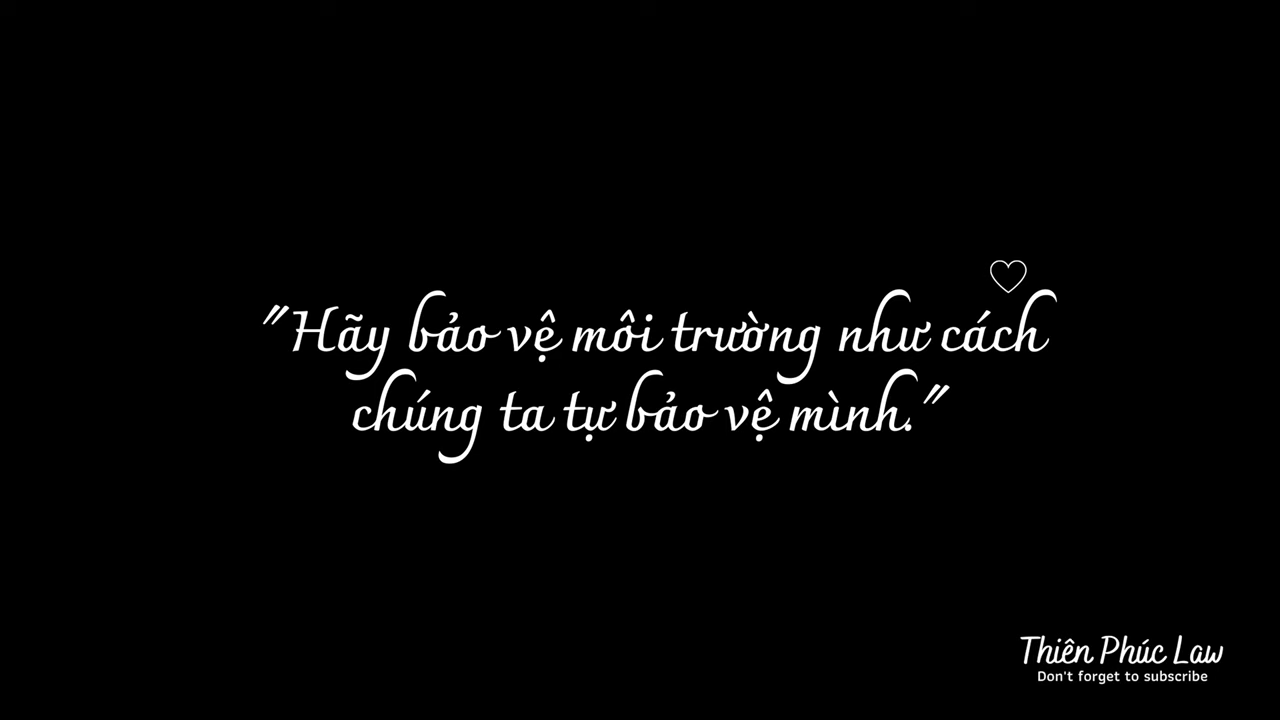 "Hãy bảo vệ môi trường như cách
chúng ta tự bảo vệ mình."
Thiên Phúc Law
Don't forget to subscribe